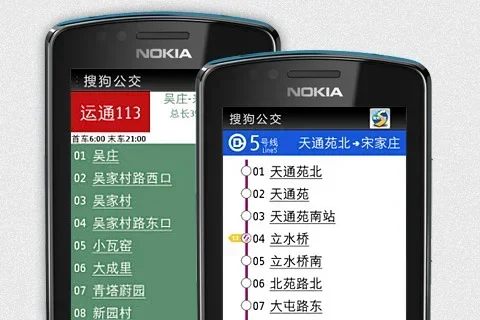 NOKIA
搜狗公交
运通113
吴庄-
总长39
首车6:00 末车21:00
01 吴庄
02 吴家村路西口
03 吴家村
04 吴家村路东口
05 小瓦窑
06 大成里
07 青塔蔚园
08 新园村
NOKIA
搜狗公交
5号线
Line5
天通苑北→宋家庄
01 天通苑北
02 天通苑
03 天通苑南站
04 立水桥
05 立水桥南
06 北苑路北
07 大屯路东